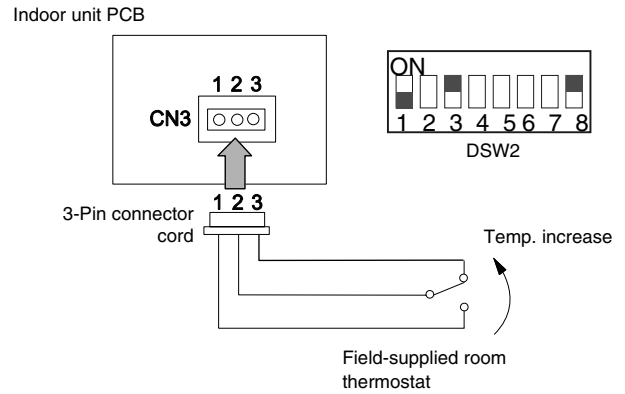 Indoor unit PCB
1 2 3
CN3
ON
1 2 3 4 5 6 7 8
DSW2
1 2 3
3-Pin connector
cord
Temp. increase
Field-supplied room
thermostat